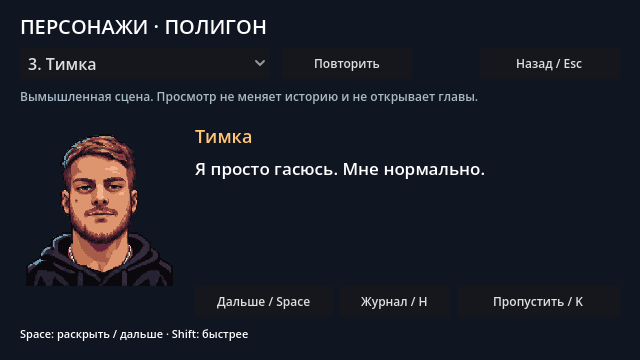 ПЕРСОНАЖИ · ПОЛИГОН
3. Тимка
Повторить
Назад / Esc
Вымышленная сцена. Просмотр не меняет историю и не открывает главы.
Тимка
Я просто гасюсь. Мне нормально.
Дальше / Space
Журнал / H
Пропустить / K
Space: раскрыть / дальше · Shift: быстрее